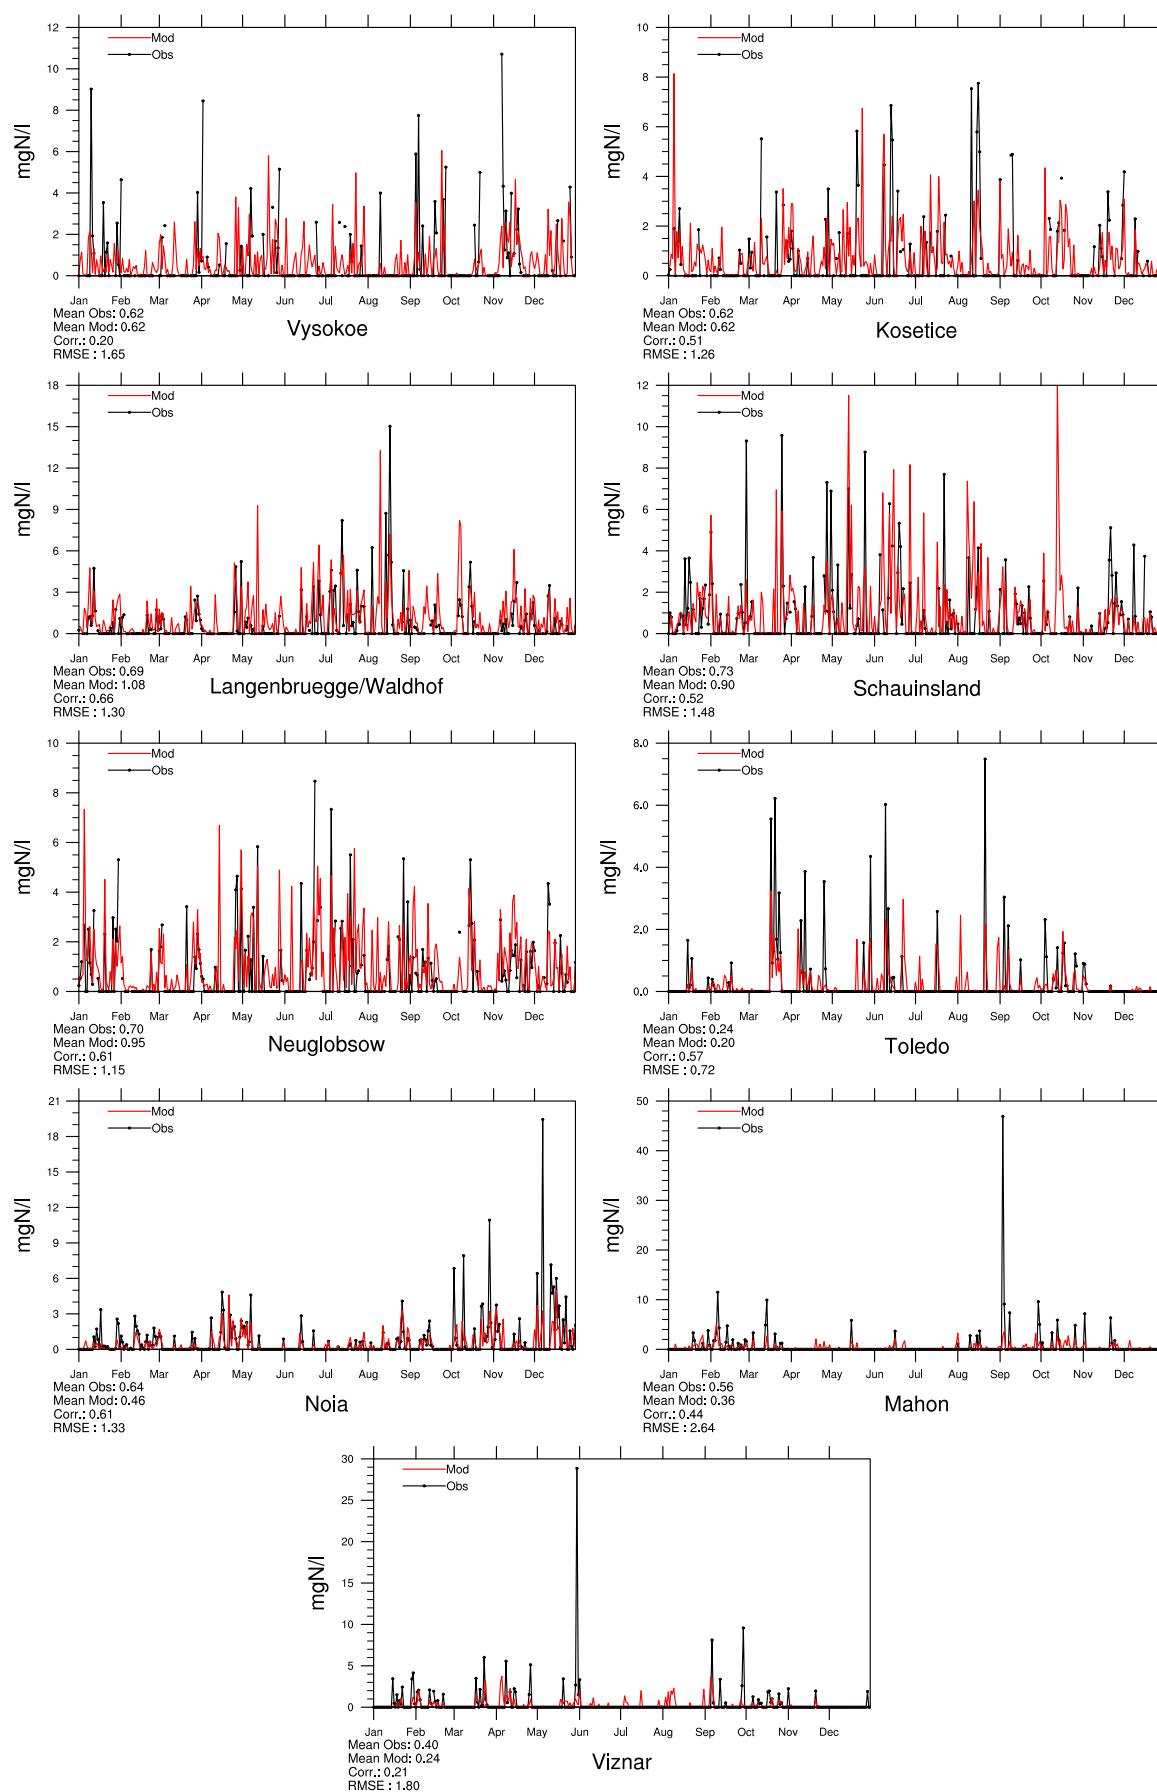 12
10
8
6
4
2
0
mgN/l
Mod
Obs
Jan Feb Mar Apr May Jun Jul Aug Sep Oct Nov Dec
Mean Obs: 0.62
Mean Mod: 0.62
Corr.: 0.20
RMSE : 1.65
Vysokoe
10
8
6
4
2
0
mgN/l
Mod
Obs
Jan Feb Mar Apr May Jun Jul Aug Sep Oct Nov Dec
Mean Obs: 0.62
Mean Mod: 0.62
Corr.: 0.51
RMSE : 1.26
Kosetice
18
15
12
9
6
3
0
mgN/l
Mod
Obs
Jan Feb Mar Apr May Jun Jul Aug Sep Oct Nov Dec
Mean Obs: 0.69
Mean Mod: 1.08
Corr.: 0.66
RMSE : 1.30
Langenbruegge/Waldhof
12
10
8
6
4
2
0
mgN/l
Mod
Obs
Jan Feb Mar Apr May Jun Jul Aug Sep Oct Nov Dec
Mean Obs: 0.73
Mean Mod: 0.90
Corr.: 0.52
RMSE : 1.48
Schauinsland
10
8
6
4
2
0
mgN/l
Mod
Obs
Jan Feb Mar Apr May Jun Jul Aug Sep Oct Nov Dec
Mean Obs: 0.70
Mean Mod: 0.95
Corr.: 0.61
RMSE : 1.15
Neuglobsow
8.0
6.0
4.0
2.0
0.0
mgN/l
Mod
Obs
Jan Feb Mar Apr May Jun Jul Aug Sep Oct Nov Dec
Mean Obs: 0.24
Mean Mod: 0.20
Corr.: 0.57
RMSE : 0.72
Toledo
21
18
15
12
9
6
3
0
mgN/l
Mod
Obs
Jan Feb Mar Apr May Jun Jul Aug Sep Oct Nov Dec
Mean Obs: 0.64
Mean Mod: 0.46
Corr.: 0.61
RMSE : 1.33
Noia
50
40
30
20
10
0
mgN/l
Mod
Obs
Jan Feb Mar Apr May Jun Jul Aug Sep Oct Nov Dec
Mean Obs: 0.56
Mean Mod: 0.36
Corr.: 0.44
RMSE : 2.64
Mahon
30
25
20
15
10
5
0
mgN/l
Mod
Obs
Jan Feb Mar Apr May Jun Jul Aug Sep Oct Nov Dec
Mean Obs: 0.40
Mean Mod: 0.24
Corr.: 0.21
RMSE : 1.80
Viznar